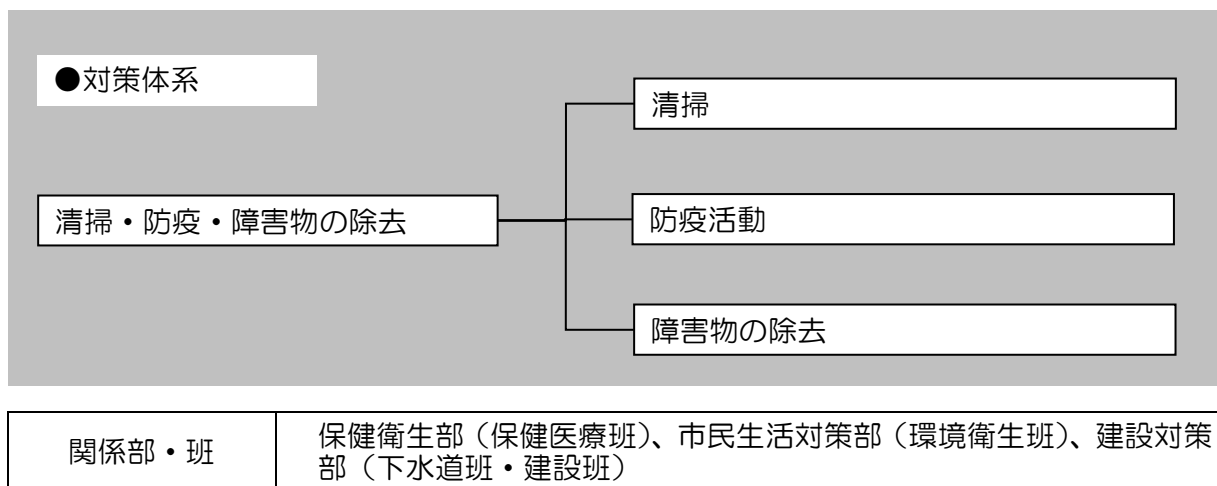 ●対策体系
清掃
清掃・防疫・障害物の除去
防疫活動
障害物の除去
関係部・班
保健衛生部（保健医療班）、市民生活対策部（環境衛生班）、建設対策
部（下水道班・建設班）